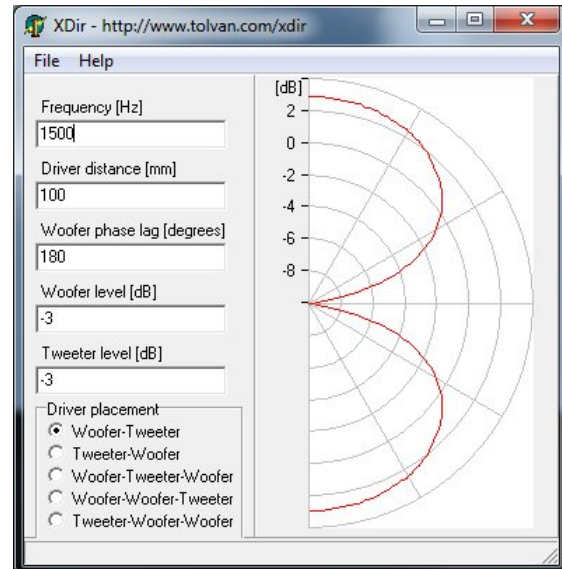 XDir - http://www.tolvan.com/xdir
File Help
Frequency [Hz]
1500
Driver distance [mm]
100
Woofer phase lag [degrees]
180
Woofer level [dB]
-3
Tweeter level [dB]
-3
Driver placement
Woofer-Tweeter
Tweeter-Woofer
Woofer-Tweeter-Woofer
Woofer-Woofer-Tweeter
Tweeter-Woofer-Woofer
[dB]
2
0
-2
-4
-6
-8